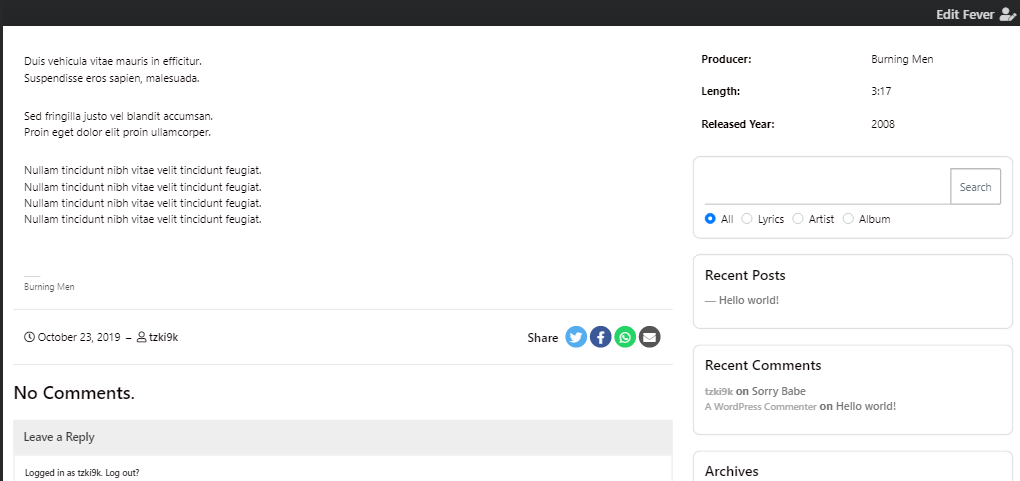 Edit Fever
Duis vehicula vitae mauris in efficitur.
Suspendisse eros sapien, malesuada.
Sed fringilla justo vel blandit accumsan.
Proin eget dolor elit proin ullamcorper.
Nullam tincidunt nibh vitae velit tincidunt feugiat.
Nullam tincidunt nibh vitae velit tincidunt feugiat.
Nullam tincidunt nibh vitae velit tincidunt feugiat.
Nullam tincidunt nibh vitae velit tincidunt feugiat.
Burning Men
October 23, 2019 – tzki9k
Share
No Comments.
Leave a Reply
Logged in as tzki9k. Log out?
Producer: Burning Men
Length: 3:17
Released Year: 2008
Search
All Lyrics Artist Album
Recent Posts
— Hello world!
Recent Comments
tzki9k on Sorry Babe
A WordPress Commenter on Hello world!
Archives